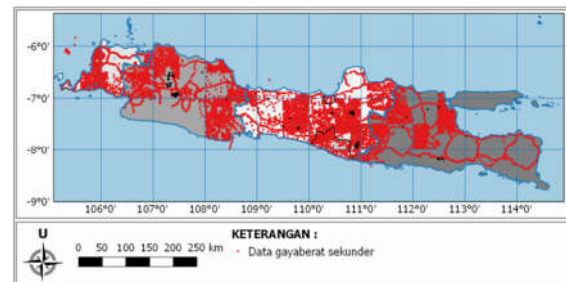 -6°0'
-7°0'
-8°0'
-9°0'
106°0' 107°0' 108°0' 109°0' 110°0' 111°0' 112°0' 113°0' 114°0'
U
0 50 100 150 200 250 km
KETERANGAN :
Data gayaberat sekunder